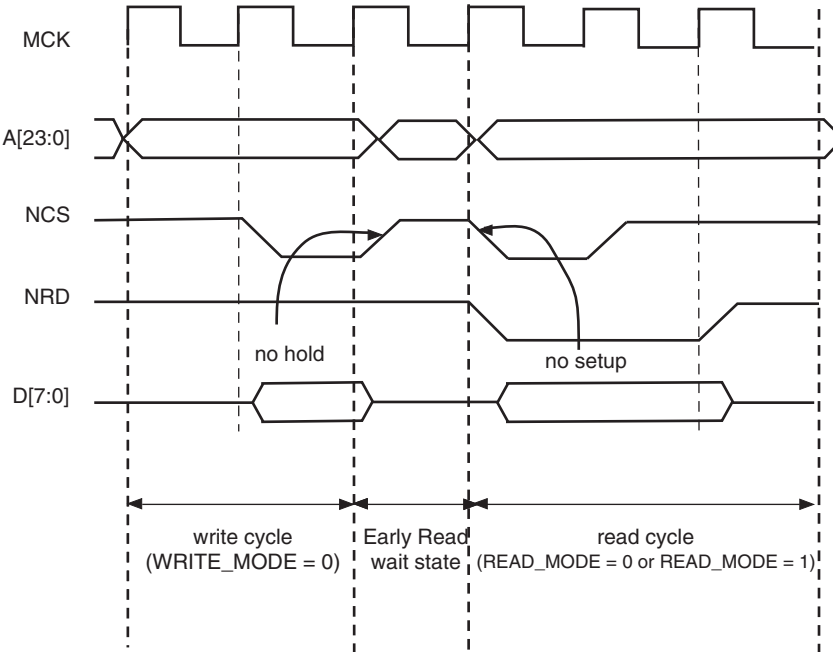 MCK
A[23:0]
NCS
NRD
no hold
no setup
D[7:0]
write cycle
(WRITE_MODE = 0)
Early Read
wait state
read cycle
(READ_MODE = 0 or READ_MODE = 1)